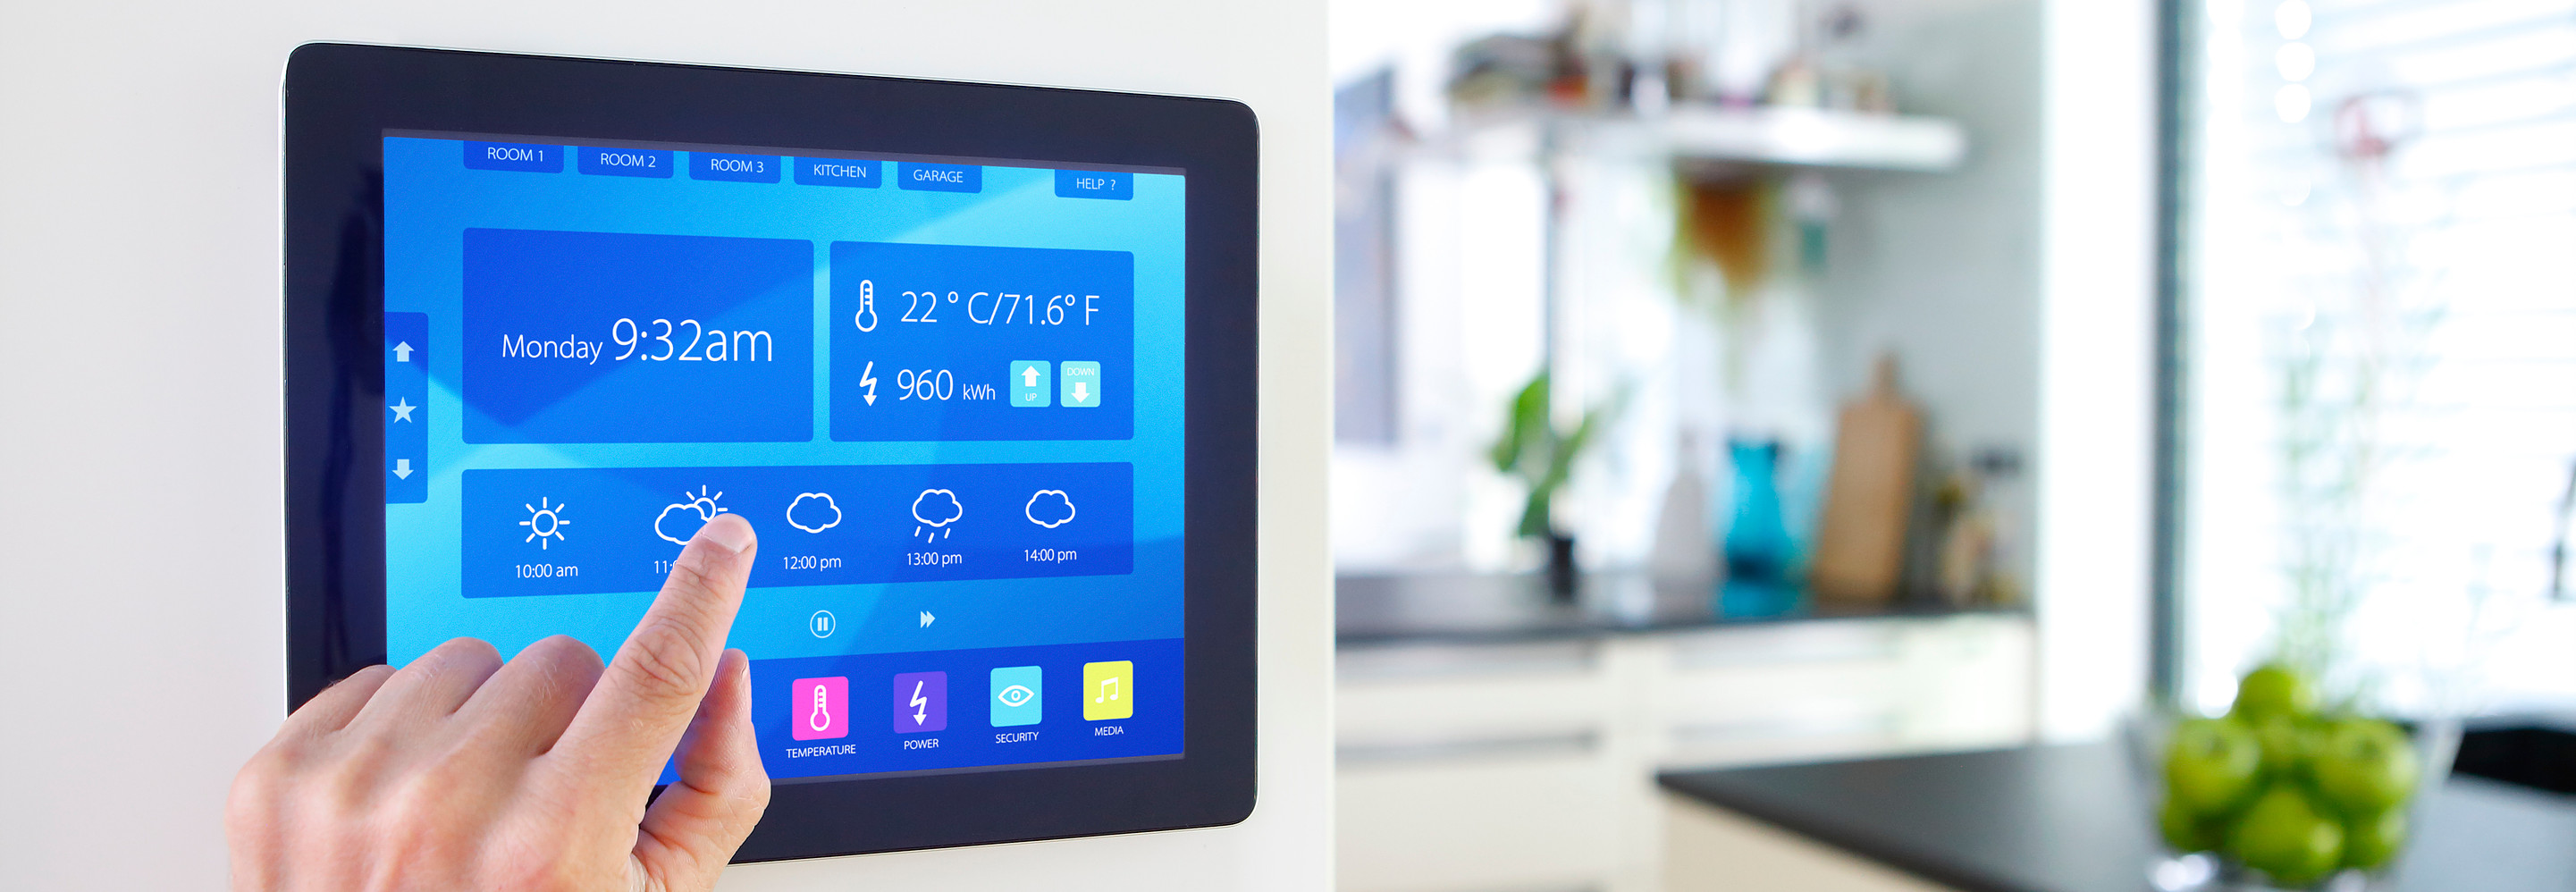 ROOM 1
ROOM 2
ROOM 3
KITCHEN
GARAGE
HELP ?
Monday 9:32am
22 ° C/71.6° F
960 kWh
UP
DOWN
10:00 am
11:
12:00 pm
13:00 pm
14:00 pm
TEMPERATURE
POWER
SECURITY
MEDIA